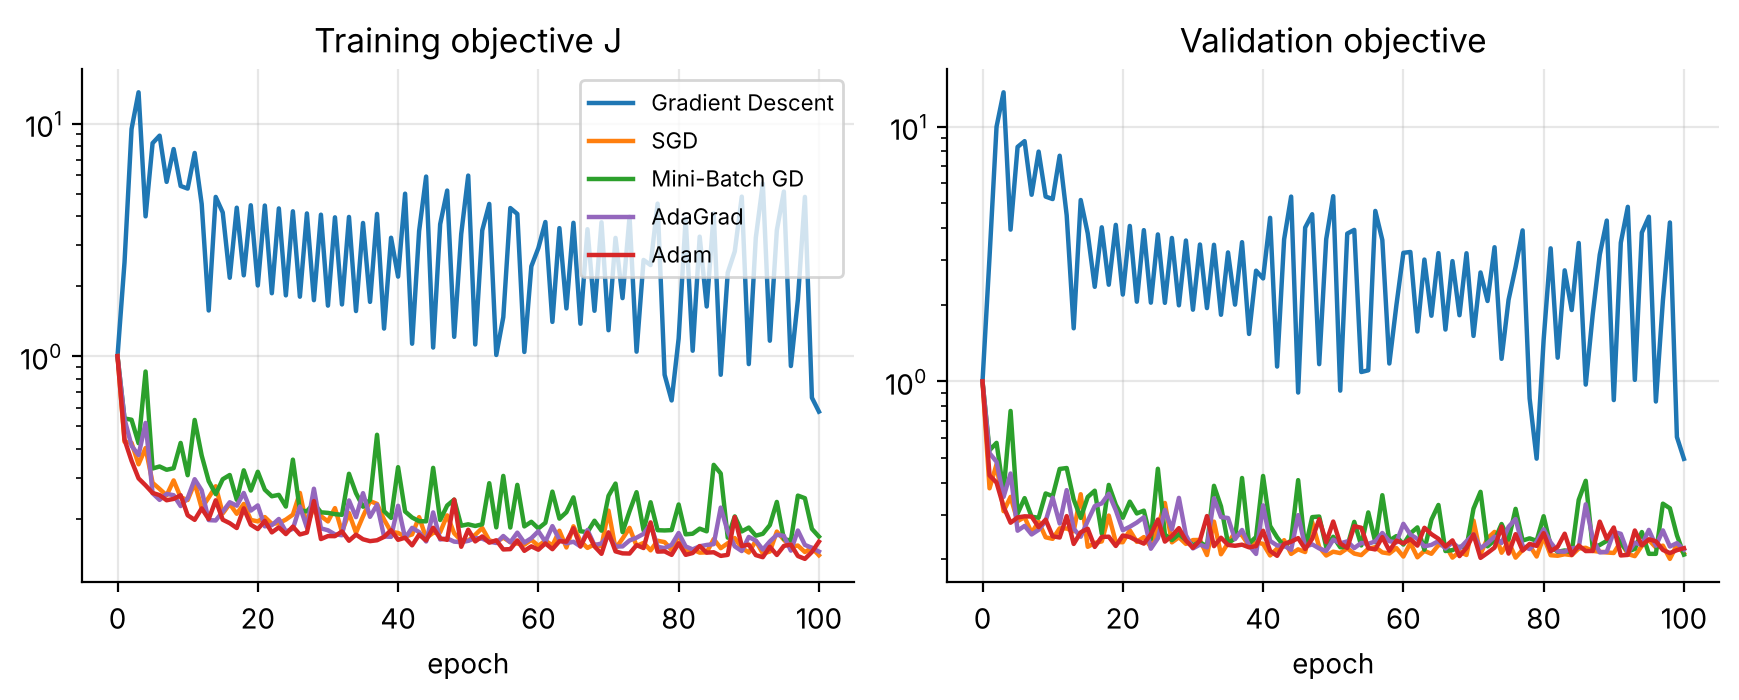 Training objective J
10¹
10⁰
Gradient Descent
SGD
Mini-Batch GD
AdaGrad
Adam
0 20 40 60 80 100
epoch
Validation objective
10¹
10⁰
0 20 40 60 80 100
epoch